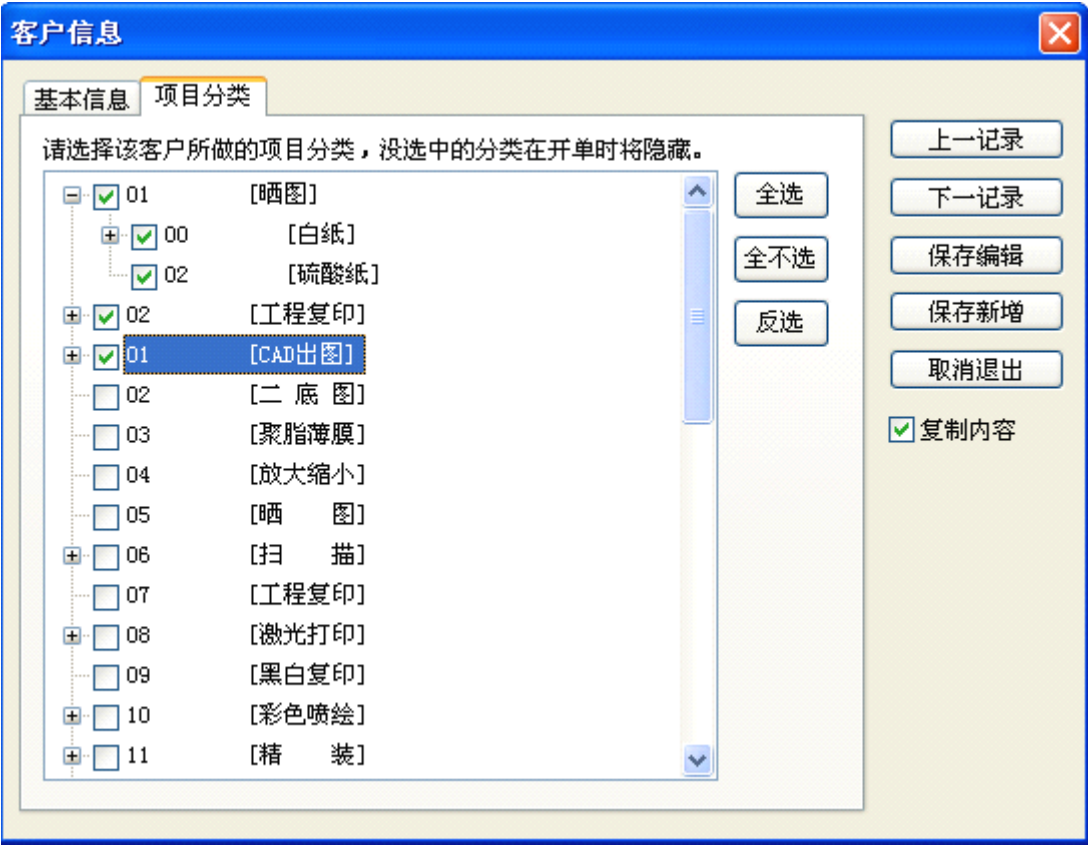 客户信息
基本信息 项目分类
请选择该客户所做的项目分类，没选中的分类在开单时将隐藏。
01 [晒图]
00 [白纸]
02 [硫酸纸]
02 [工程复印]
01 [CAD出图]
02 [二 底 图]
03 [聚脂薄膜]
04 [放大缩小]
05 [晒 图]
06 [扫 描]
07 [工程复印]
08 [激光打印]
09 [黑白复印]
10 [彩色喷绘]
11 [精 装]
全选
全不选
反选
上一记录
下一记录
保存编辑
保存新增
取消退出
复制内容